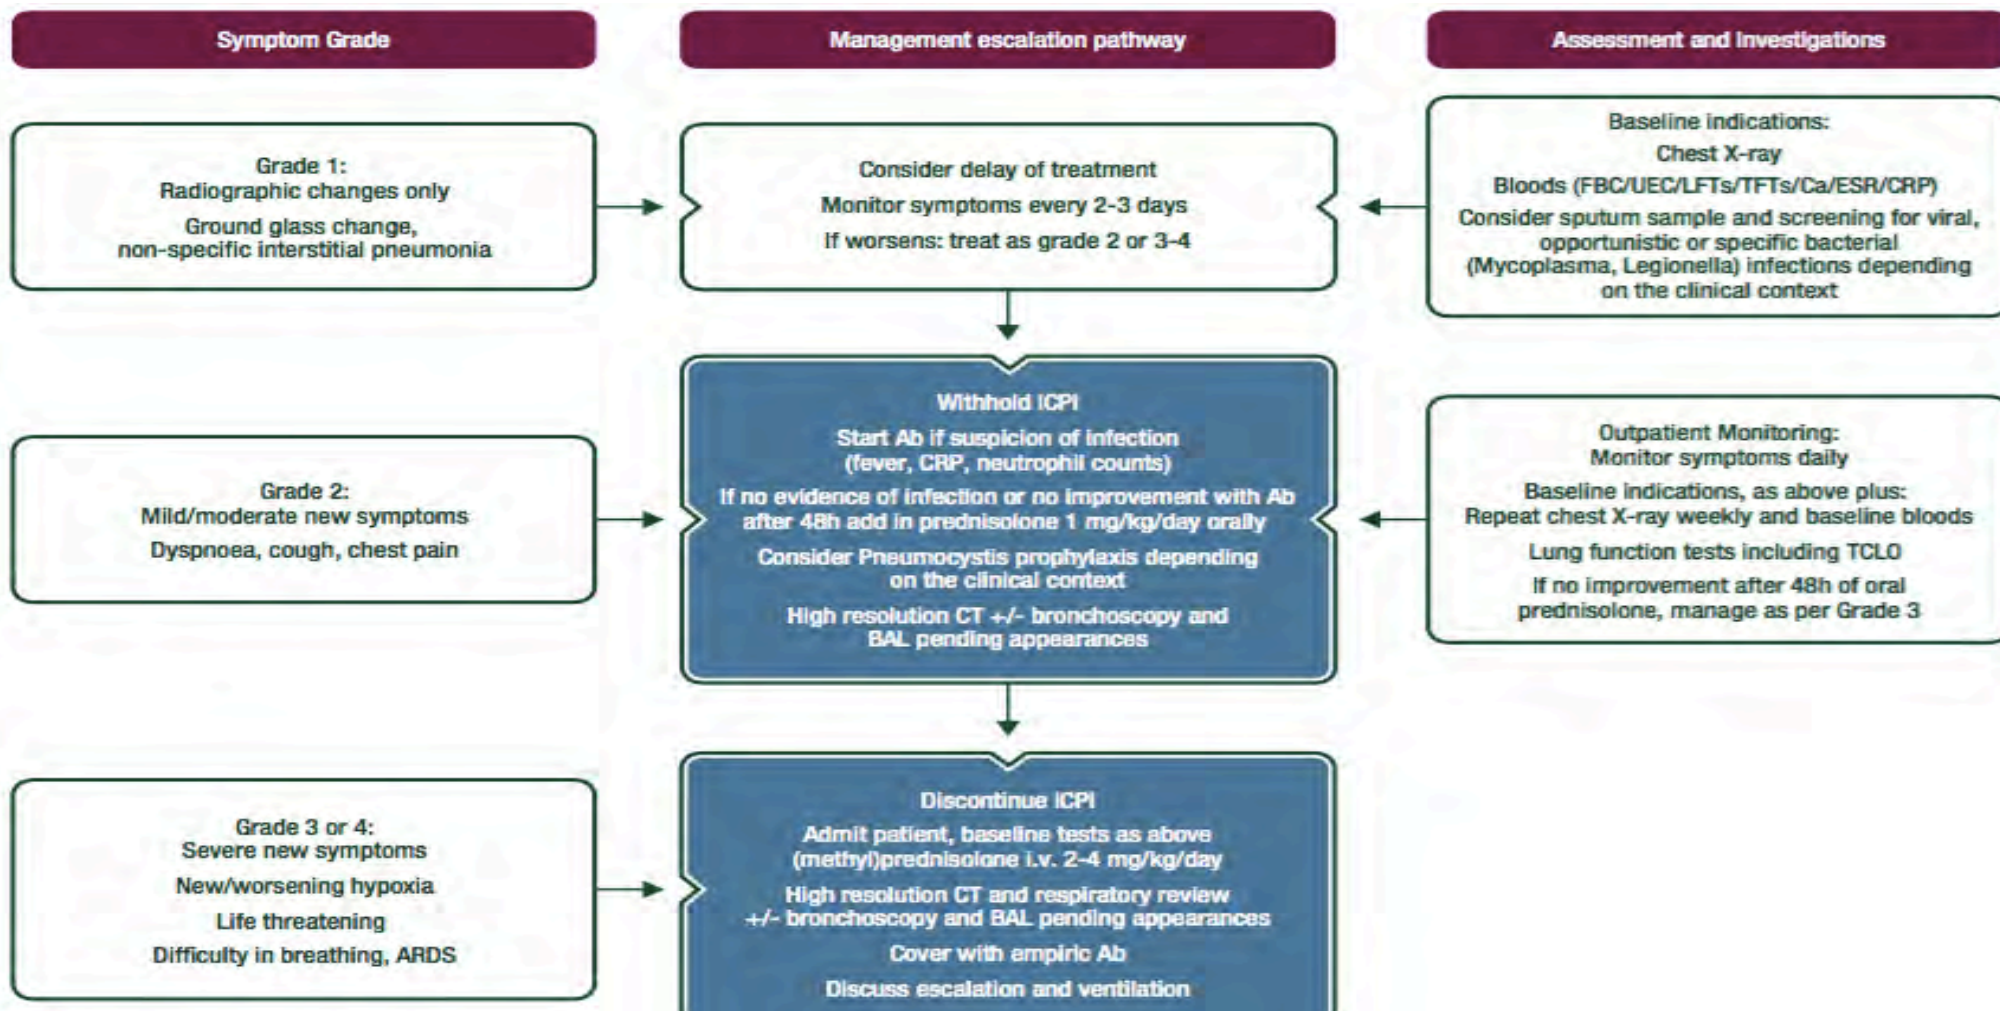 Symptom Grade
Management escalation pathway
Assessment and Investigations
Grade 1:
Radiographic changes only
Ground glass change,
non-specific interstitial pneumonia
Consider delay of treatment
Monitor symptoms every 2-3 days
If worsens: treat as grade 2 or 3-4
Baseline indications:
Chest X-ray
Bloods (FBC/UEC/LFTs/TFTs/Ca/ESR/CRP)
Consider sputum sample and screening for viral,
opportunistic or specific bacterial
(Mycoplasma, Legionella) infections depending
on the clinical context
Grade 2:
Mild/moderate new symptoms
Dyspnoea, cough, chest pain
Withhold ICPI
Start Ab if suspicion of infection
(fever, CRP, neutrophil counts)
If no evidence of infection or no improvement with Ab
after 48h add in prednisolone 1 mg/kg/day orally
Consider Pneumocystis prophylaxis depending
on the clinical context
High resolution CT +/- bronchoscopy and
BAL pending appearances
Outpatient Monitoring:
Monitor symptoms daily
Baseline indications, as above plus:
Repeat chest X-ray weekly and baseline bloods
Lung function tests including TCLO
If no improvement after 48h of oral
prednisolone, manage as per Grade 3
Grade 3 or 4:
Severe new symptoms
New/worsening hypoxia
Life threatening
Difficulty in breathing, ARDS
Discontinue ICPI
Admit patient, baseline tests as above
(methyl)prednisolone i.v. 2-4 mg/kg/day
High resolution CT and respiratory review
+/- bronchoscopy and BAL pending appearances
Cover with empiric Ab
Discuss escalation and ventilation